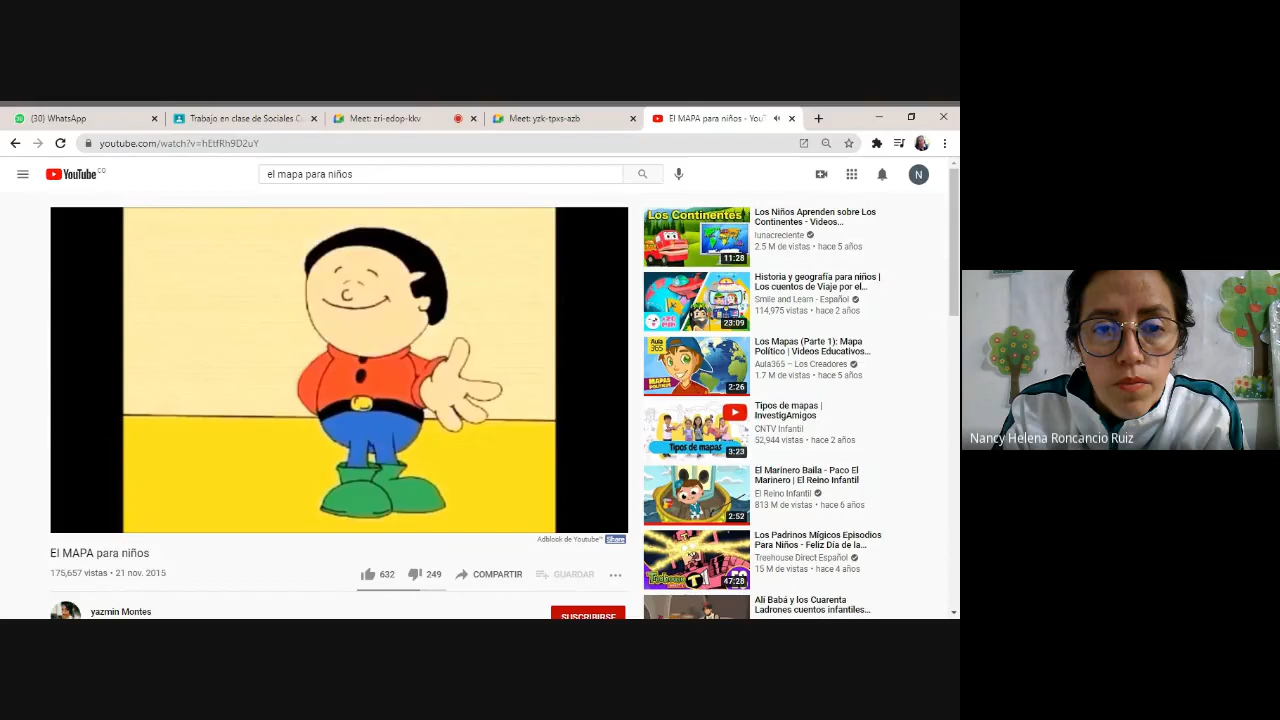 (30) WhatsApp
Trabajo en clase de Sociales C
Meet: zri-edop-kkv
Meet: yzk-tpxs-azb
El MAPA para niños - YouT
youtube.com/watch?v=hEtfRh9D2uY
YouTube CO
el mapa para niños
N
Los Continentes
11:28
Los Niños Aprenden sobre Los
Continentes - Videos...
lunacreciente
2.5 M de vistas • hace 5 años
23:09
Historia y geografía para niños |
Los cuentos de Viaje por el...
Smile and Learn - Español
114,975 vistas • hace 2 años
Aula
365
MAPAS
POLÍTICOS
2:26
Los Mapas (Parte 1): Mapa
Político | Videos Educativos...
Aula365 – Los Creadores
1.7 M de vistas • hace 5 años
Tipos de mapas
3:23
Tipos de mapas |
InvestigAmigos
CNTV Infantil
52,944 vistas • hace 2 años
2:52
El Marinero Baila - Paco El
Marinero | El Reino Infantil
El Reino Infantil
813 M de vistas • hace 6 años
47:28
Los Padrinos Mígicos Episodios
Para Niños - Feliz Día de la...
Treehouse Direct Español
15 M de vistas • hace 4 años
Alí Babá y los Cuarenta
Ladrones cuentos infantiles...
Adblock de Youtube™ Share
El MAPA para niños
175,657 vistas • 21 nov. 2015
632
249
COMPARTIR
GUARDAR
yazmin Montes
SUSCRIBIRSE
Nancy Helena Roncancio Ruiz